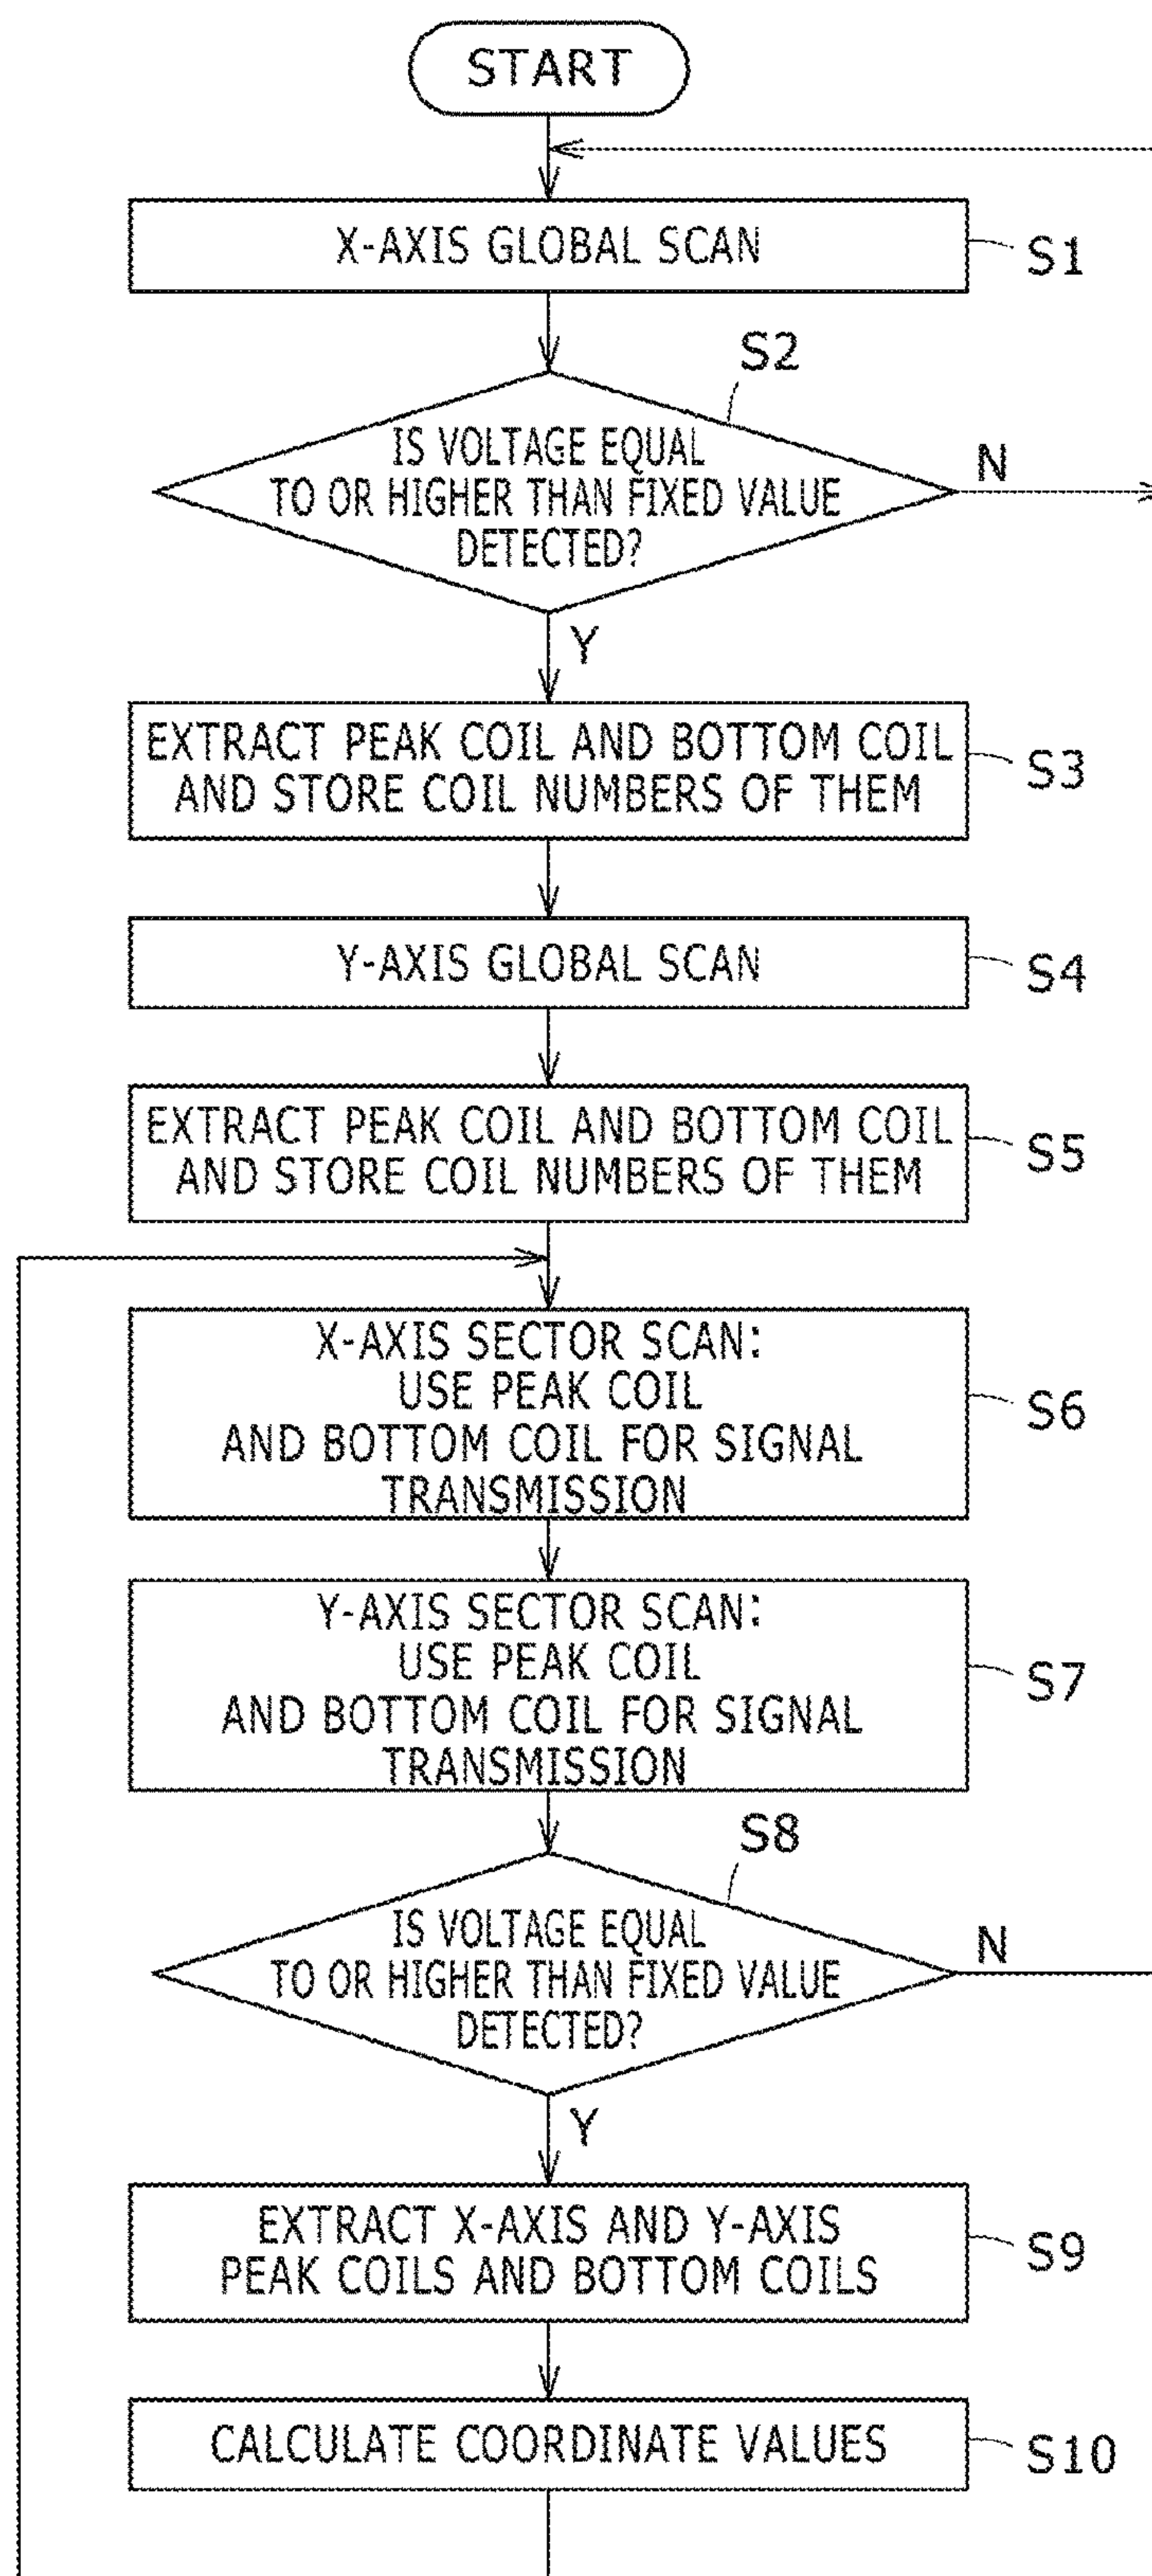 START
X-AXIS GLOBAL SCAN
S1
S2
IS VOLTAGE EQUAL
TO OR HIGHER THAN FIXED VALUE
DETECTED?
N
Y
EXTRACT PEAK COIL AND BOTTOM COIL
AND STORE COIL NUMBERS OF THEM
S3
Y-AXIS GLOBAL SCAN
S4
EXTRACT PEAK COIL AND BOTTOM COIL
AND STORE COIL NUMBERS OF THEM
S5
X-AXIS SECTOR SCAN:
USE PEAK COIL
AND BOTTOM COIL FOR SIGNAL
TRANSMISSION
S6
Y-AXIS SECTOR SCAN:
USE PEAK COIL
AND BOTTOM COIL FOR SIGNAL
TRANSMISSION
S7
S8
IS VOLTAGE EQUAL
TO OR HIGHER THAN FIXED VALUE
DETECTED?
N
Y
EXTRACT X-AXIS AND Y-AXIS
PEAK COILS AND BOTTOM COILS
S9
CALCULATE COORDINATE VALUES
S10